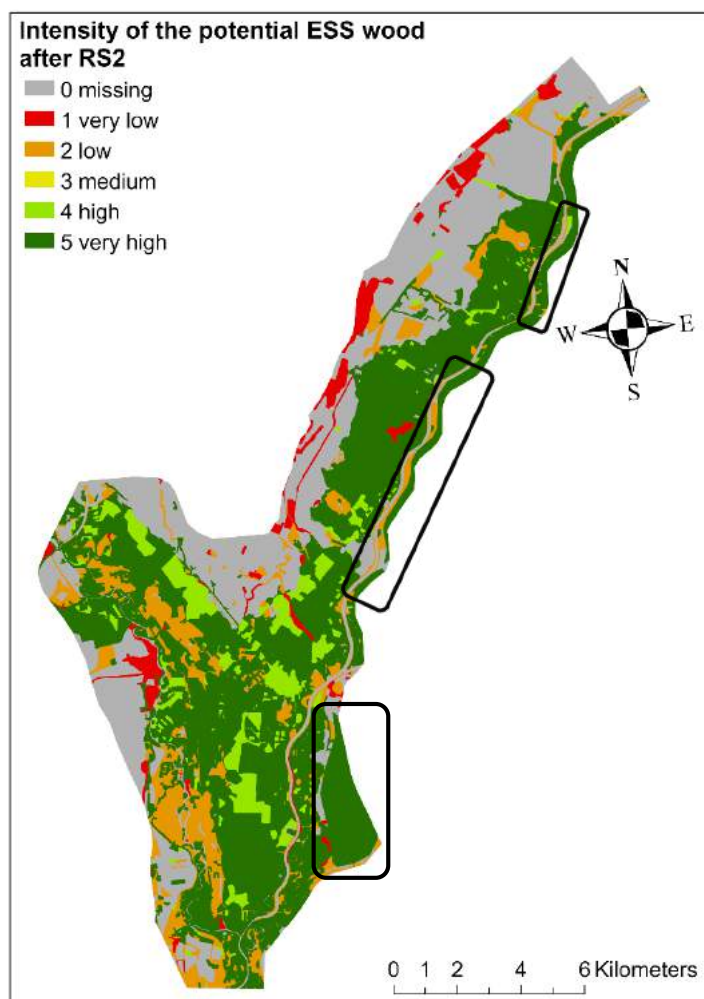 Intensity of the potential ESS wood
after RS2
0 missing
1 very low
2 low
3 medium
4 high
5 very high
N
W E
S
0 1 2 4 6 Kilometers